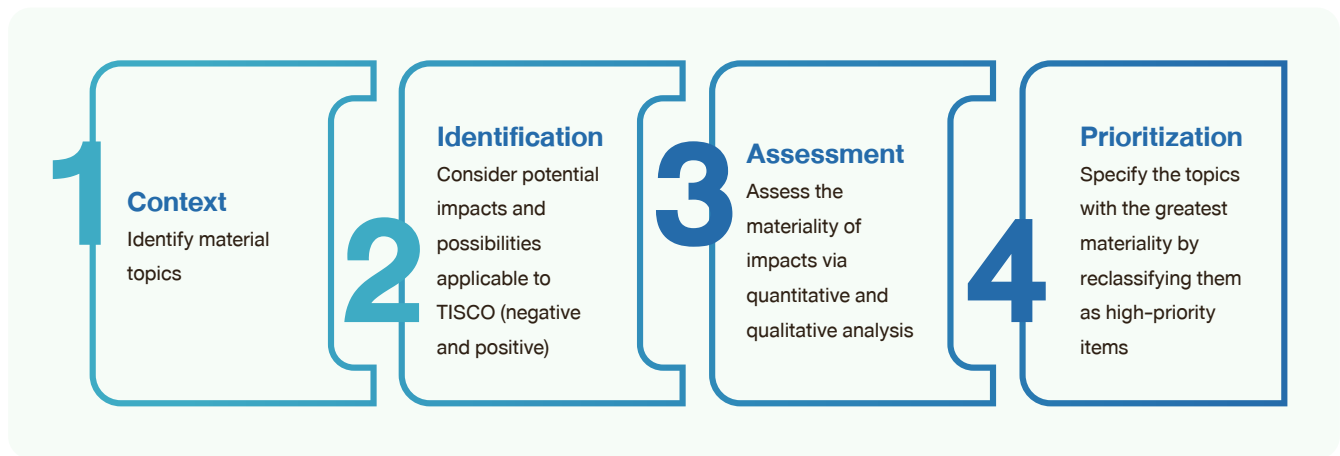 1
Context
Identify material
topics
2
Identification
Consider potential
impacts and
possibilities
applicable to
TISCO (negative
and positive)
3
Assessment
Assess the
materiality of
impacts via
quantitative and
qualitative analysis
4
Prioritization
Specify the topics
with the greatest
materiality by
reclassifying them
as high-priority
items